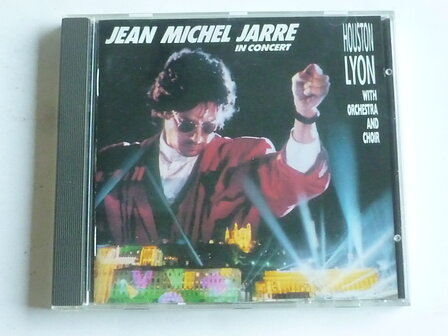 JEAN MICHEL JARRE
IN CONCERT
HOUSTON
LYON
WITH
ORCHESTRA
AND
CHOIR